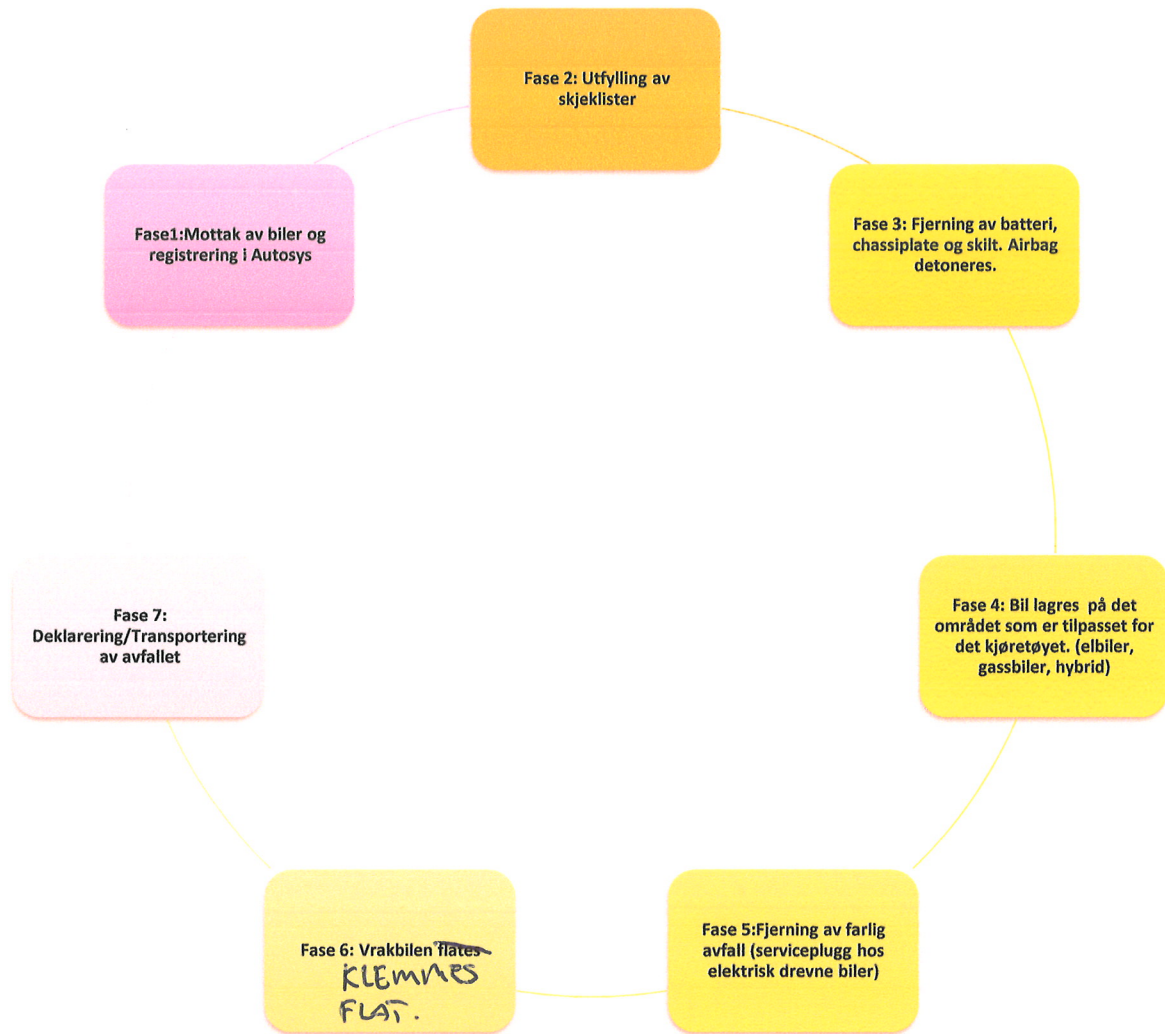 Fase1:Mottak av biler og
registrering i Autosys
Fase 2: Utfylling av
skjeklister
Fase 3: Fjerning av batteri,
chassiplate og skilt. Airbag
detoneres.
Fase 4: Bil lagres på det
området som er tilpasset for
det kjøretøyet. (elbiler,
gassbiler, hybrid)
Fase 5:Fjerning av farlig
avfall (serviceplugg hos
elektrisk drevne biler)
Fase 6: Vrakbilen flates
KLEMMES
FLAT.
Fase 7:
Deklarering/Transportering
av avfallet